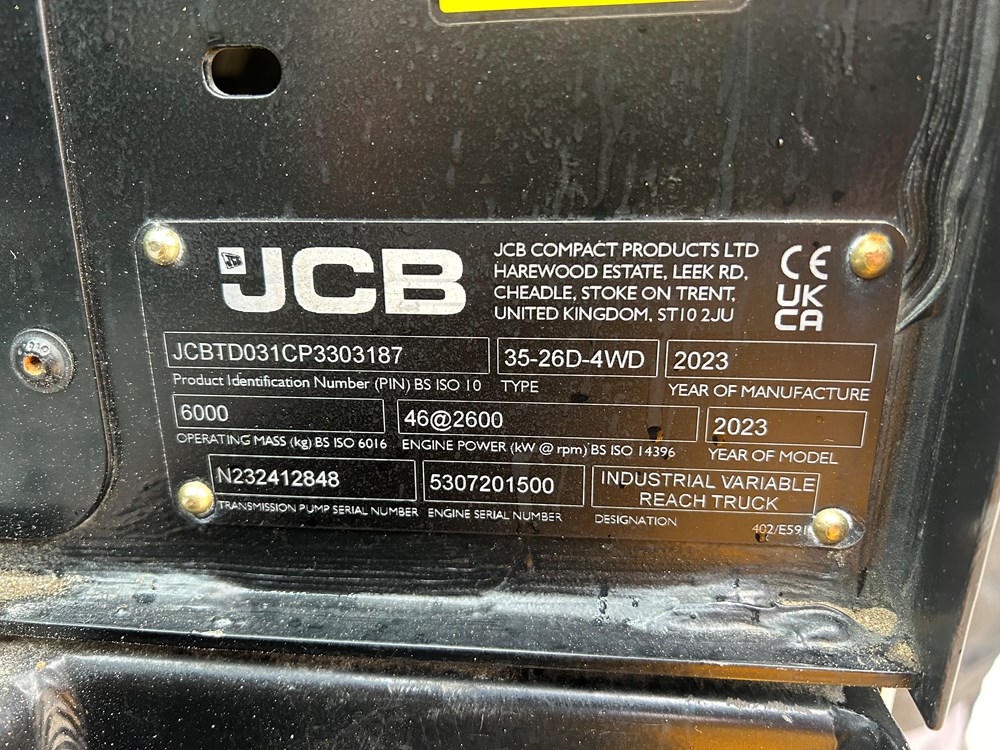 JCB
JCB COMPACT PRODUCTS LTD
HAREWOOD ESTATE, LEEK RD,
CHEADLE, STOKE ON TRENT,
UNITED KINGDOM, ST10 2JU
CE
UK
CA
JCBTD031CP3303187
35-26D-4WD
2023
Product Identification Number (PIN) BS ISO 10
TYPE
YEAR OF MANUFACTURE
6000
46@2600
2023
OPERATING MASS (kg) BS ISO 6016
ENGINE POWER (kW @ rpm) BS ISO 14396
YEAR OF MODEL
N232412848
5307201500
INDUSTRIAL VARIABLE
REACH TRUCK
TRANSMISSION PUMP SERIAL NUMBER
ENGINE SERIAL NUMBER
DESIGNATION